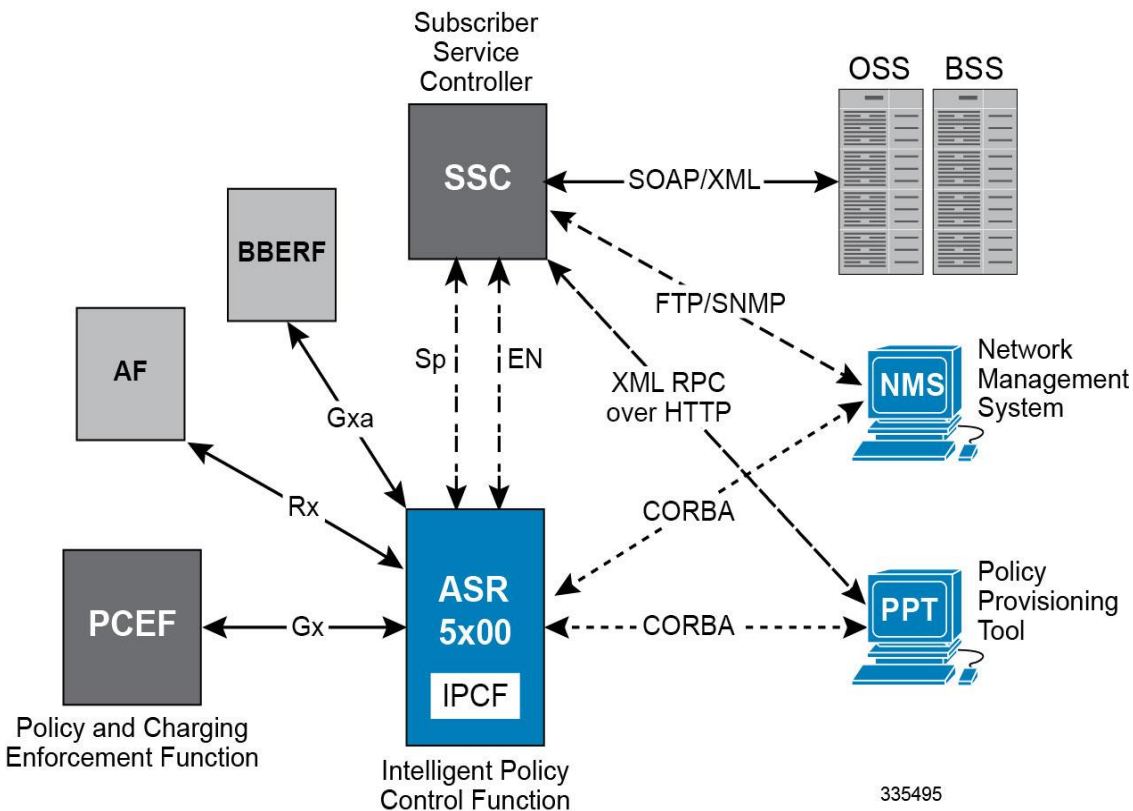 Subscriber
Service
Controller
OSS BSS
SSC
SOAP/XML
BBERF
FTP/SNMP
Sp
EN
AF
XML RPC
over HTTP
NMS
Network
Management
System
Gxa
Rx
CORBA
ASR
5x00
IPCF
PCEF
Gx
CORBA
PPT
Policy
Provisioning
Tool
Policy and Charging
Enforcement Function
Intelligent Policy
Control Function
335495